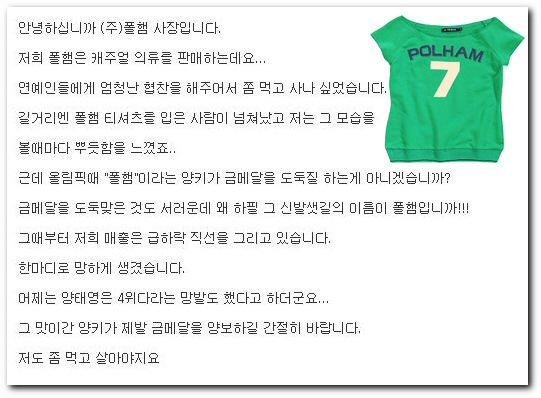 안녕하십니까 (주)폴햄 사장입니다.
저희 폴햄은 캐주얼 의류를 판매하는데요...
연예인들에게 엄청난 협찬을 해주어서 쫌 먹고 사나 싶었습니다.
길거리엔 폴햄 티셔츠를 입은 사람이 넘쳐났고 저는 그 모습을
볼때마다 뿌듯함을 느꼈죠..
근데 올림픽때 "폴햄"이라는 양키가 금메달을 도둑질 하는게 아니겠습니까?
금메달을 도둑맞은 것도 서러운데 왜 하필 그 신발샛길의 이름이 폴햄입니까!!!
그때부터 저희 매출은 급하락 직선을 그리고 있습니다.
한마디로 망하게 생겼습니다.
어제는 양태영은 4위다라는 망발도 했다고 하더군요...
그 맛이간 양키가 제발 금메달을 양보하길 간절히 바랍니다.
저도 쫌 먹고 살아야지요
POLHAM
7